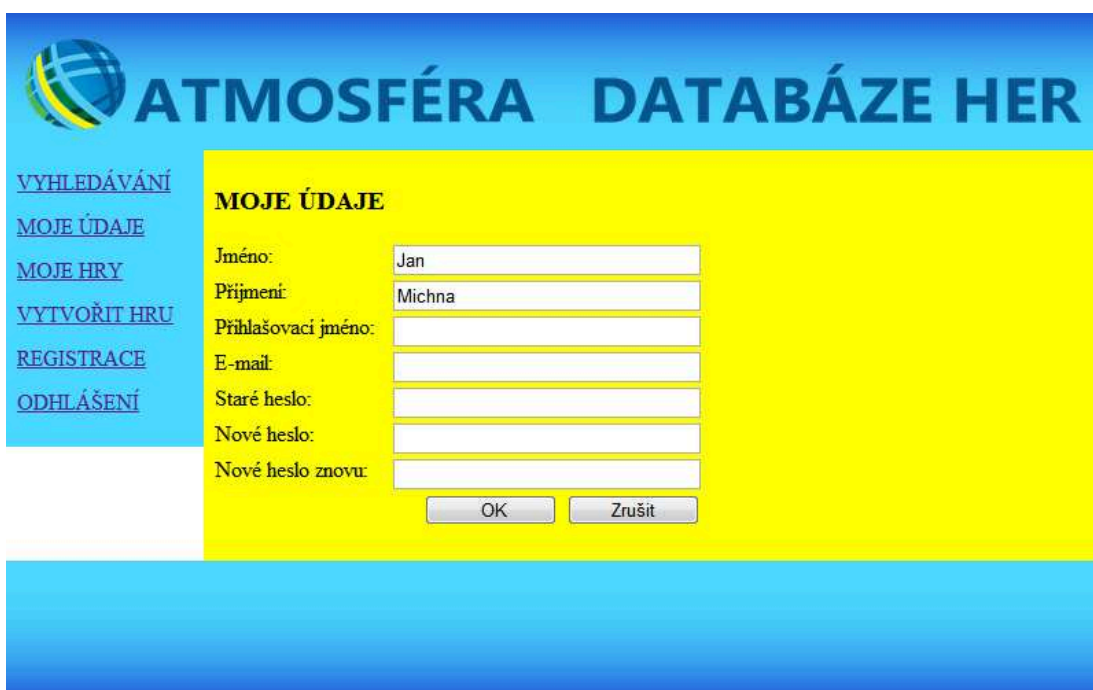 ATMOSFÉRA DATABÁZE HER
VYHLEDÁVÁNÍ
MOJE ÚDAJE
MOJE HRY
VYTVOŘIT HRU
REGISTRACE
ODHLÁŠENÍ
MOJE ÚDAJE
Jméno: Jan
Příjmení: Michna
Přihlašovací jméno:
E-mail:
Staré heslo:
Nové heslo:
Nové heslo znovu:
OK Zrušit